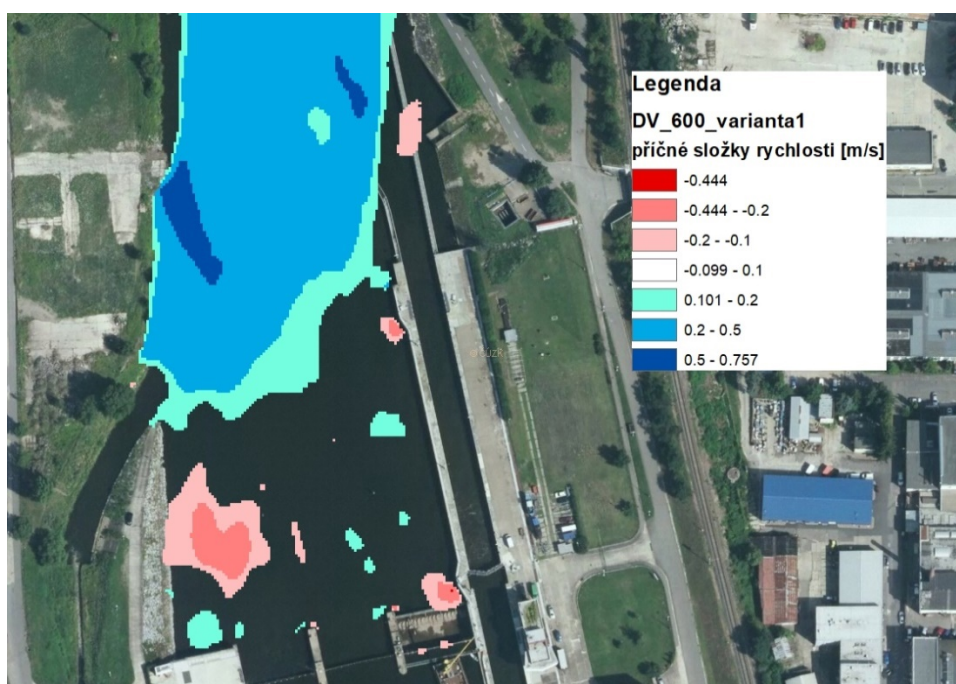 Legenda
DV_600_varianta1
příčné složky rychlosti [m/s]
-0.444
-0.444 - -0.2
-0.2 - -0.1
-0.099 - 0.1
0.101 - 0.2
0.2 - 0.5
0.5 - 0.757